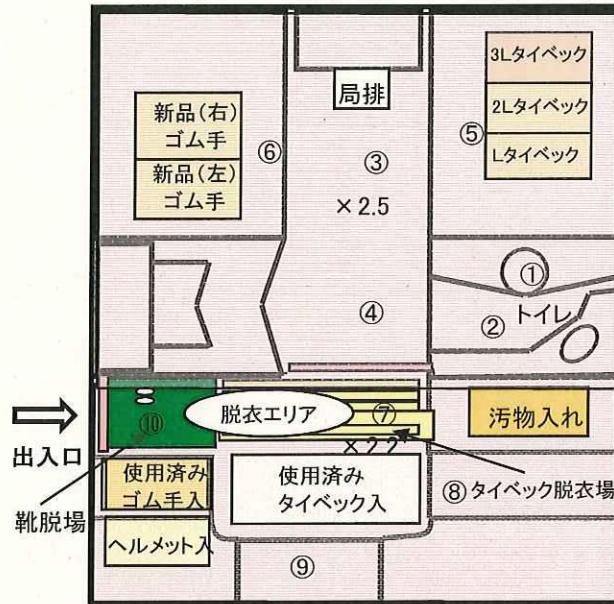 局排
3Lタイベック
2Lタイベック
Lタイベック
⑤
新品(右)
ゴム手
新品(左)
ゴム手
⑥
③
×2.5
①
トイレ
②
④
出入口
⑩
脱衣エリア
⑦
×2.2
汚物入れ
靴脱場
使用済み
ゴム手入
使用済み
タイベック入
⑧タイベック脱衣場
ヘルメット入
⑨